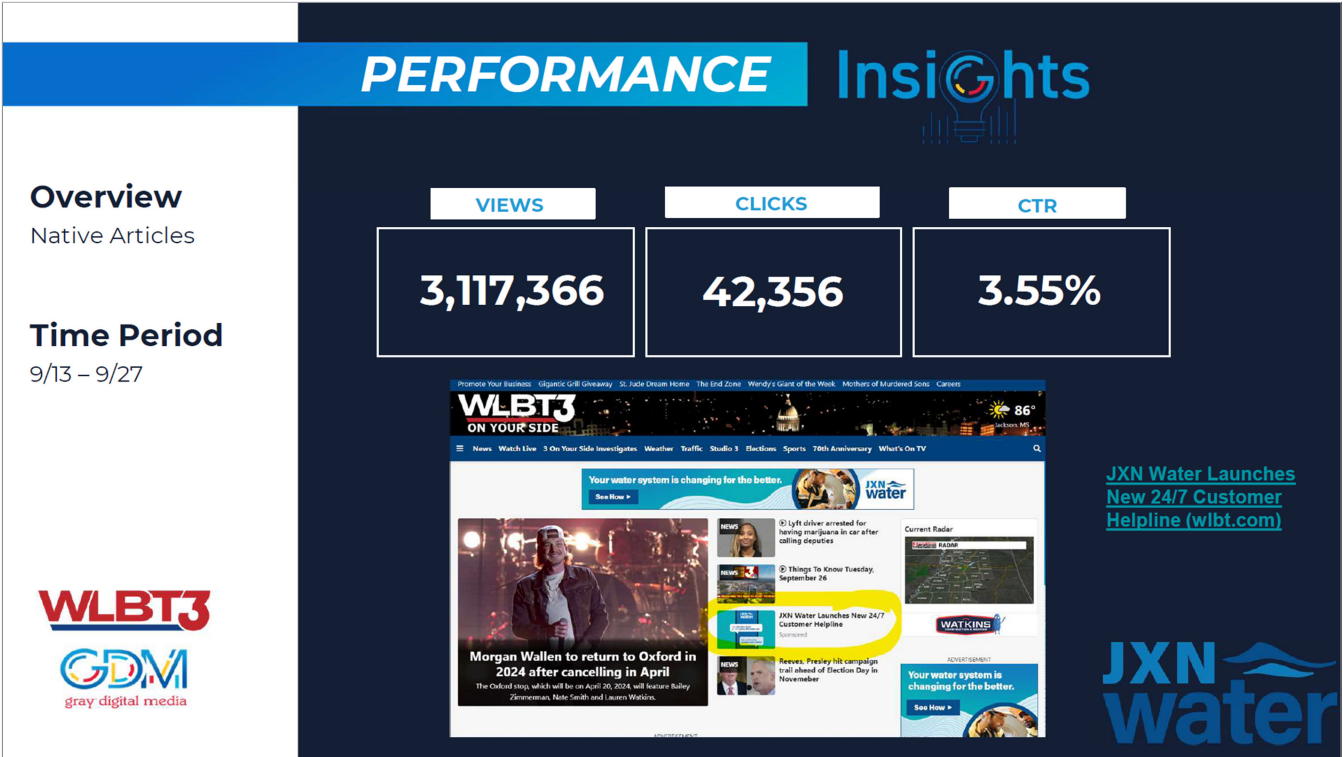 PERFORMANCE
Insights
Overview
Native Articles
Time Period
9/13 – 9/27
VIEWS
CLICKS
CTR
3,117,366
42,356
3.55%
Promote Your Business Gigantic Grill Giveaway St. Jude Dream Home The End Zone Wendy's Giant of the Week Mothers of Murdered Sons Careers
WLBT3
ON YOUR SIDE
86°
Jackson, MS
News Watch Live 3 On Your Side Investigates Weather Traffic Studio 3 Elections Sports 70th Anniversary What's On TV
Your water system is changing for the better.
See How
JXN
water
NEWS
Lyft driver arrested for
having marijuana in car after
calling deputies
NEWS
Things To Know Tuesday,
September 26
JXN Water Launches New 24/7
Customer Helpline
Sponsored
NEWS
Reeves, Presley hit campaign
trail ahead of Election Day in
Novemeber
Morgan Wallen to return to Oxford in
2024 after cancelling in April
The Oxford stop, which will be on April 20, 2024, will feature Bailey
Zimmerman, Nate Smith and Lauren Watkins.
ADVERTISEMENT
Current Radar
RADAR
WATKINS
ADVERTISEMENT
Your water system is
changing for the better.
See How
JXN Water Launches
New 24/7 Customer
Helpline (wlbt.com)
WLBT3
GDM
gray digital media
JXN
water